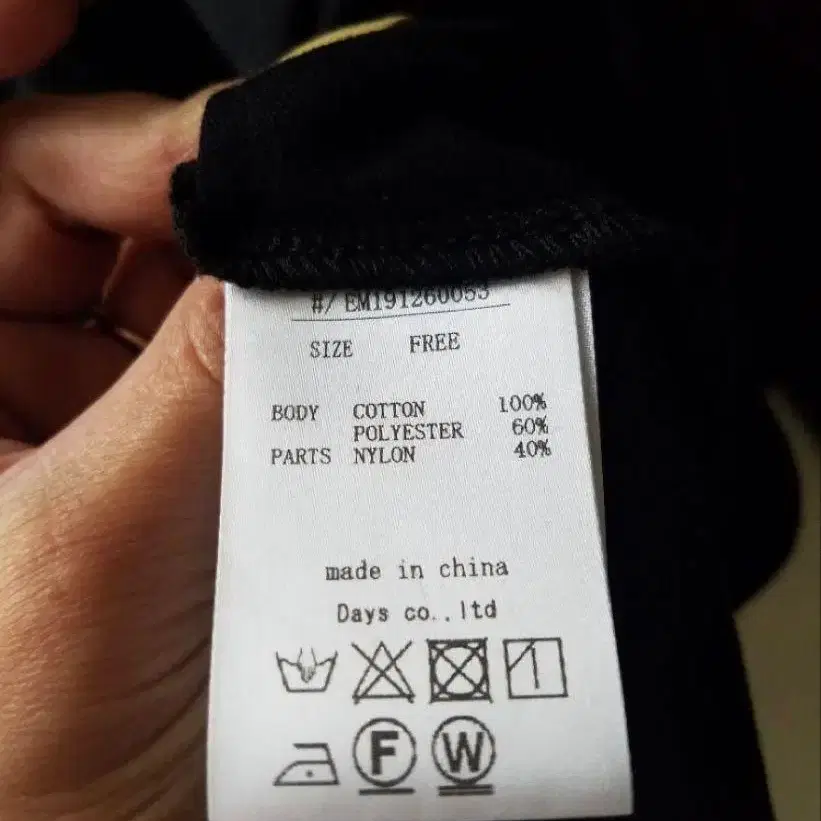 #/ EM191260053
SIZE FREE
BODY COTTON 100%
POLYESTER 60%
PARTS NYLON 40%
made in china
Days co.,ltd
F W